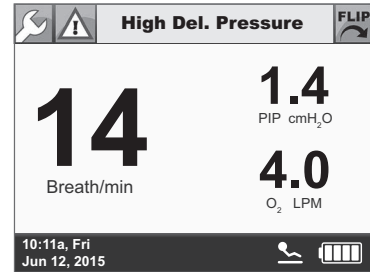 High Del. Pressure
FLIP
14
Breath/min
1.4
PIP cmH₂O
4.0
O₂ LPM
10:11a, Fri
Jun 12, 2015